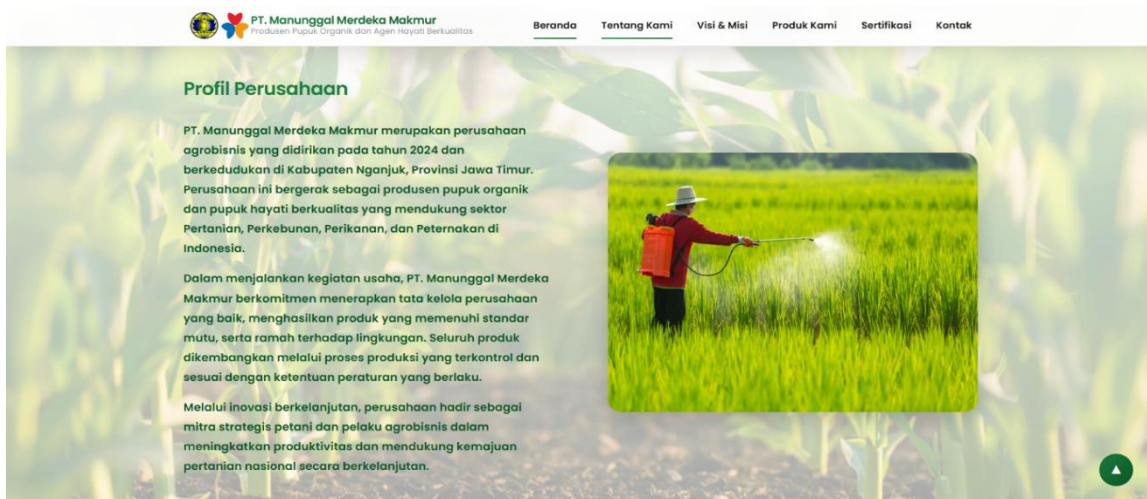 PT. Manunggal Merdeka Makmur
Produsen Pupuk Organik dan Agen Hayati Berkualitas
Beranda Tentang Kami Visi & Misi Produk Kami Sertifikasi Kontak
Profil Perusahaan
PT. Manunggal Merdeka Makmur merupakan perusahaan
agrobisnis yang didirikan pada tahun 2024 dan
berkedudukan di Kabupaten Nganjuk, Provinsi Jawa Timur.
Perusahaan ini bergerak sebagai produsen pupuk organik
dan pupuk hayati berkualitas yang mendukung sektor
Pertanian, Perkebunan, Perikanan, dan Peternakan di
Indonesia.
Dalam menjalankan kegiatan usaha, PT. Manunggal Merdeka
Makmur berkomitmen menerapkan tata kelola perusahaan
yang baik, menghasilkan produk yang memenuhi standar
mutu, serta ramah terhadap lingkungan. Seluruh produk
dikembangkan melalui proses produksi yang terkontrol dan
sesuai dengan ketentuan peraturan yang berlaku.
Melalui inovasi berkelanjutan, perusahaan hadir sebagai
mitra strategis petani dan pelaku agrobisnis dalam
meningkatkan produktivitas dan mendukung kemajuan
pertanian nasional secara berkelanjutan.